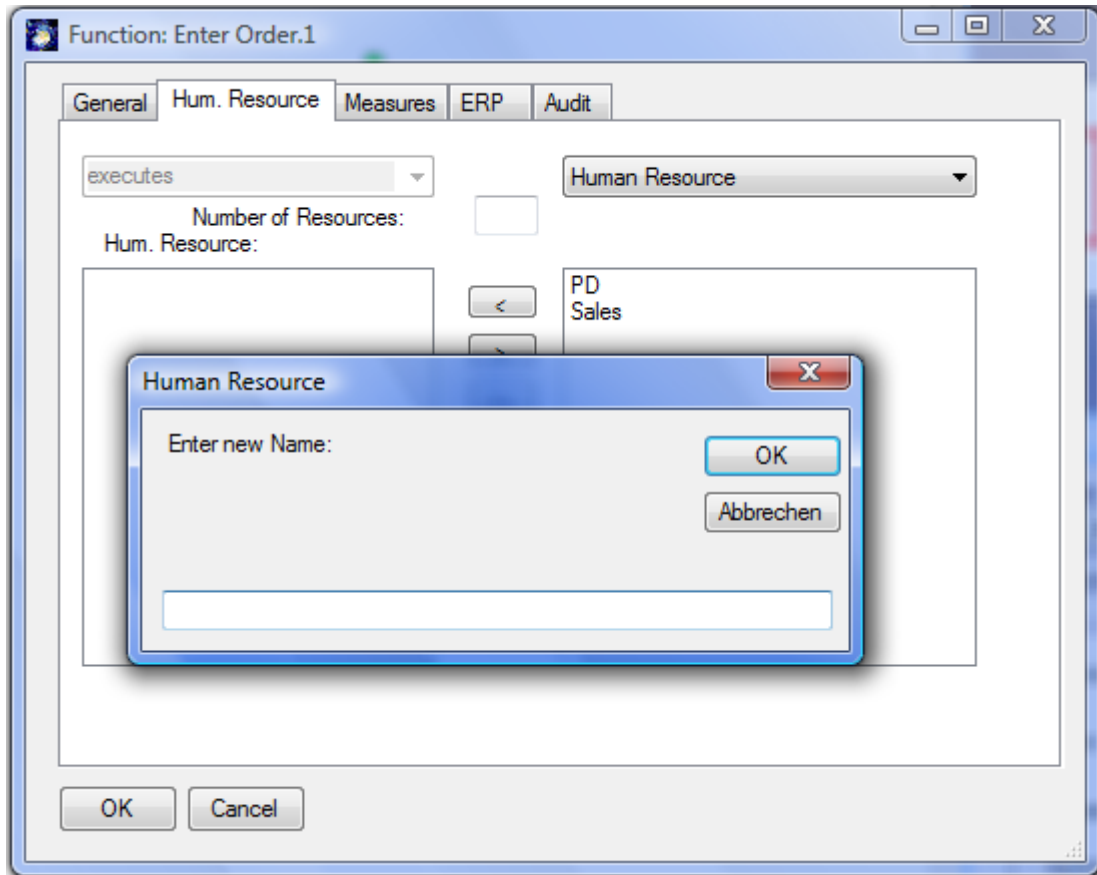 Function: Enter Order.1
General Hum. Resource Measures ERP Audit
executes Human Resource
Number of Resources:
Hum. Resource:
PD
< Sales
>
Human Resource
Enter new Name:
OK
Abbrechen
OK Cancel